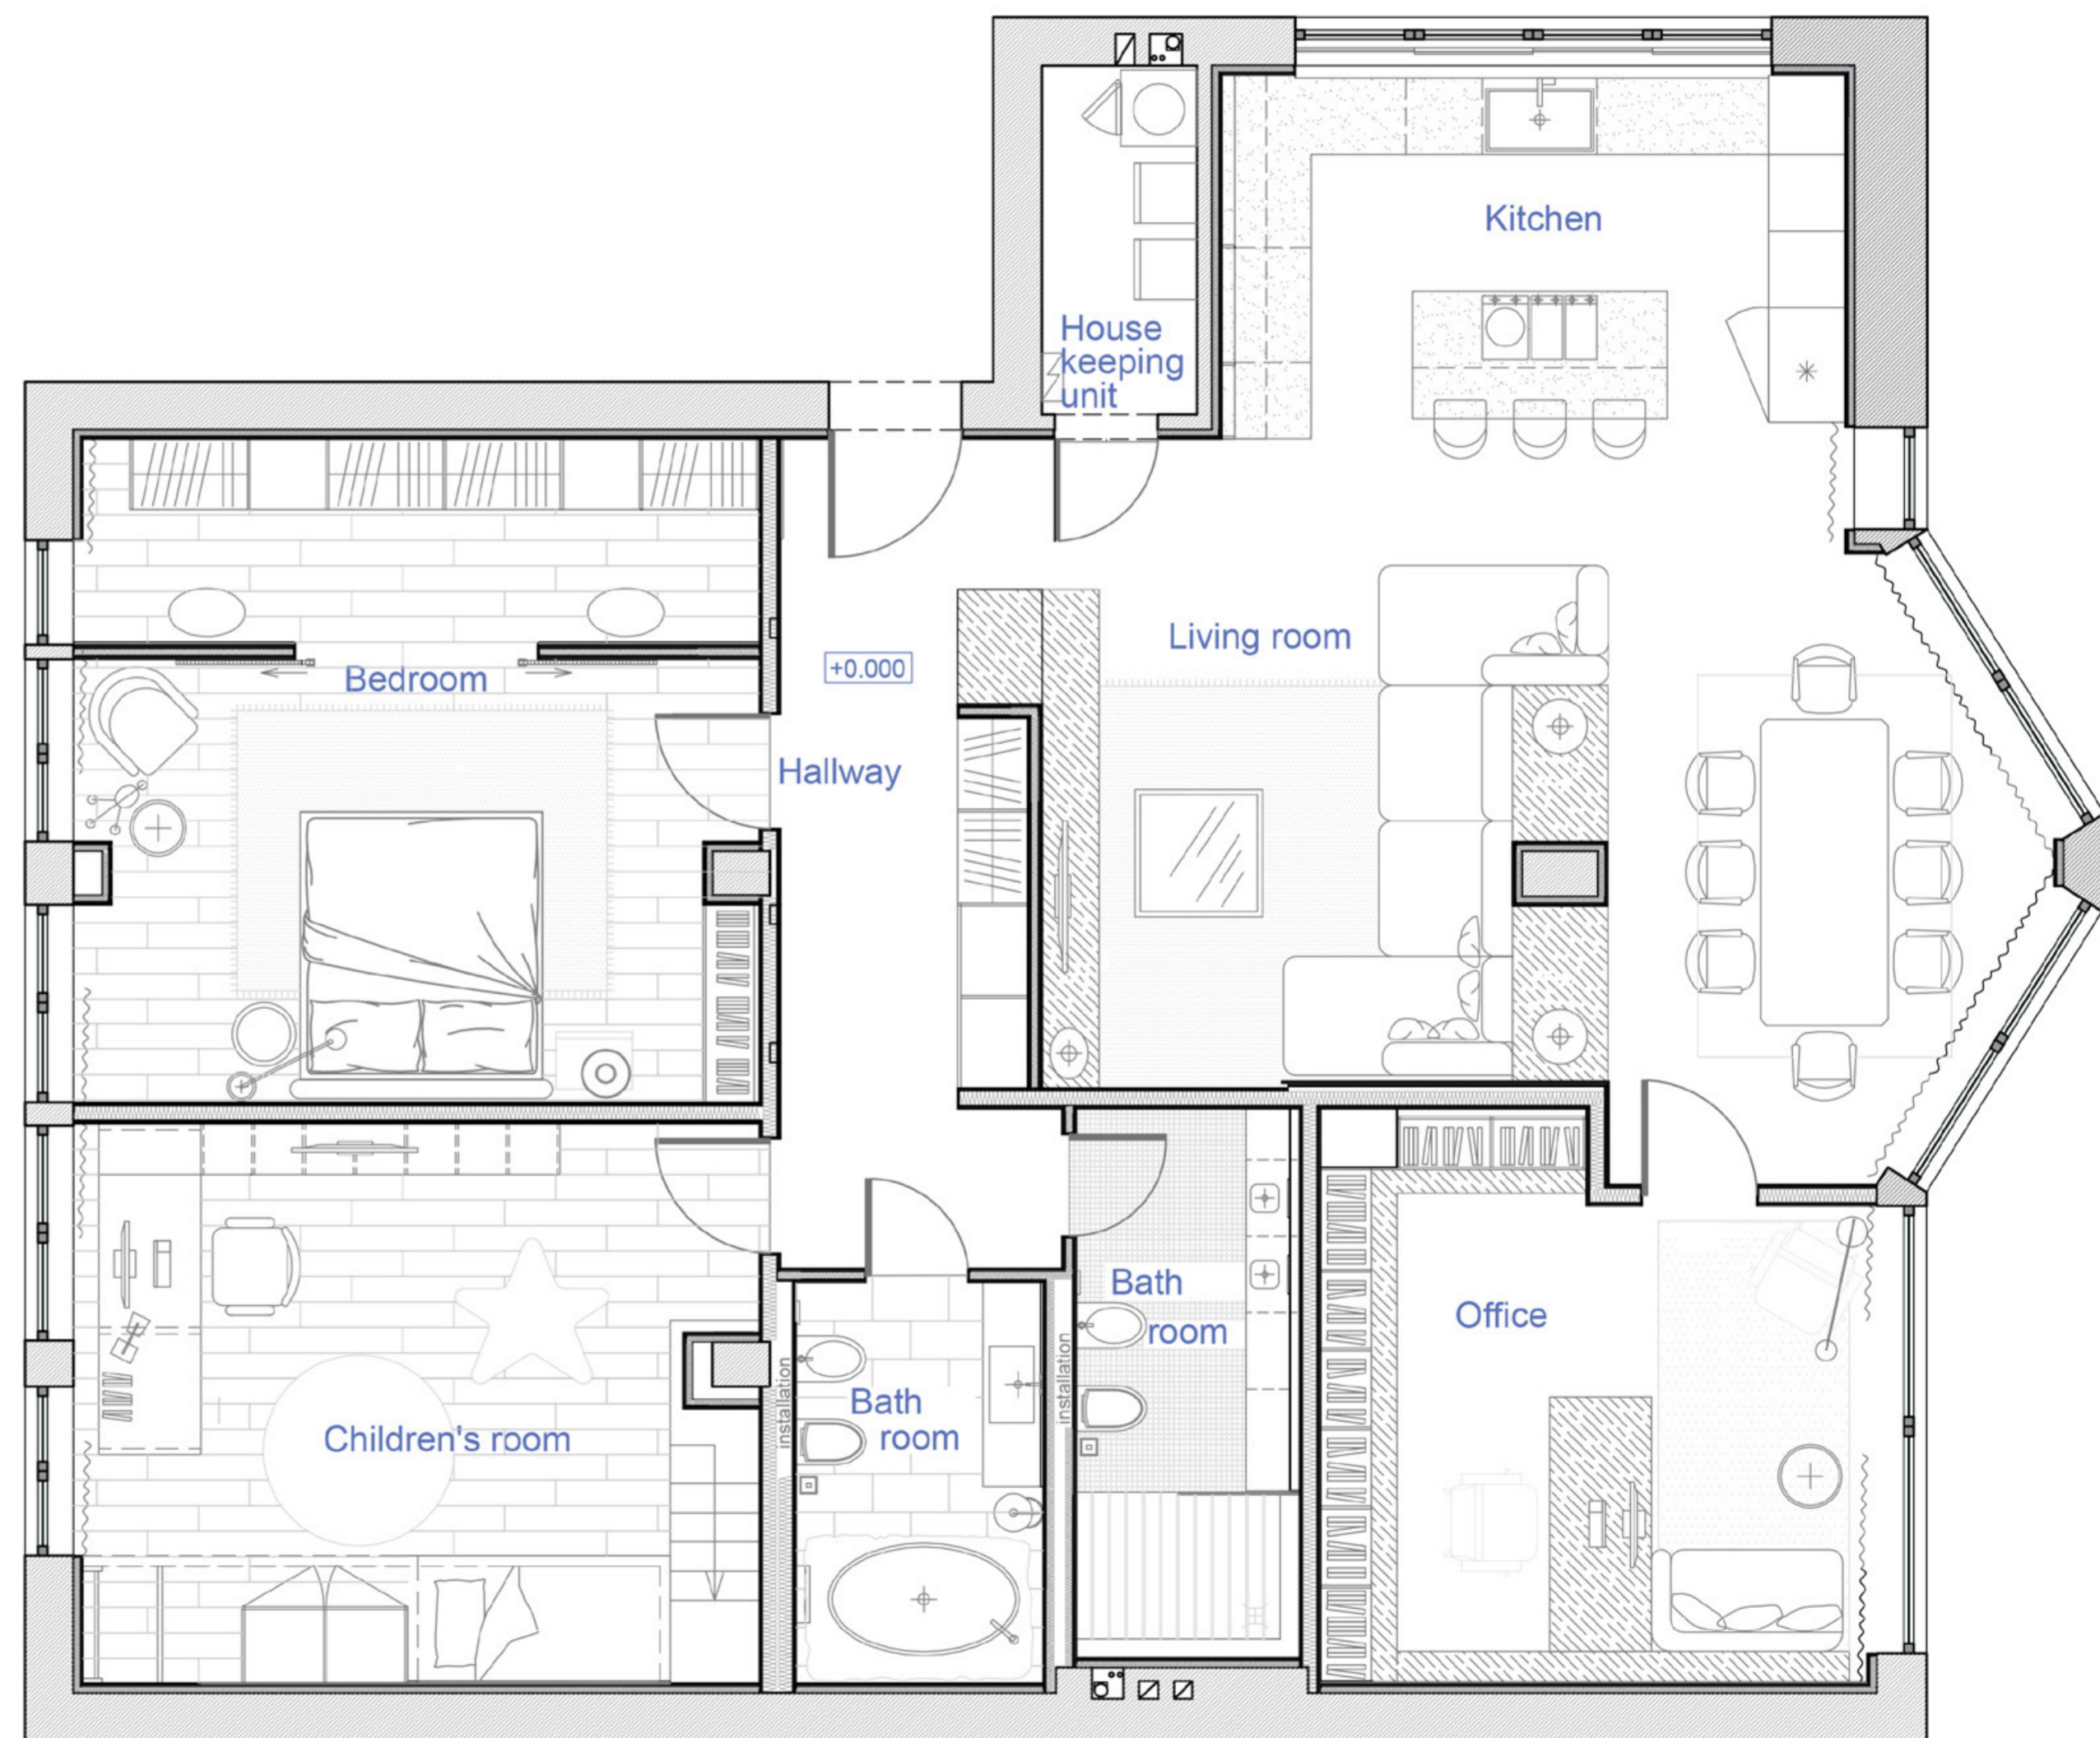 Kitchen
House
keeping
unit
Living room
+0.000
Bedroom
Hallway
Bath
room
Office
installation
installation
Bath
room
Children's room